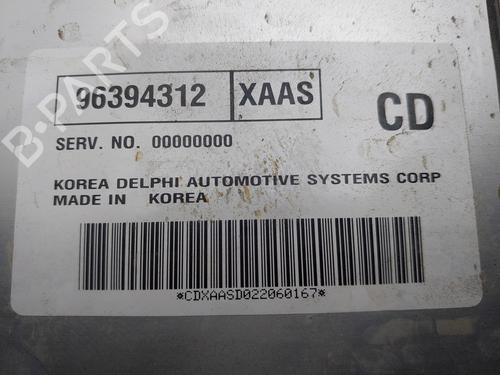 B-PARTS
96394312 XAAS CD
SERV. NO. 00000000
KOREA DELPHI AUTOMOTIVE SYSTEMS CORP
MADE IN KOREA
*CDXAASD022060167*